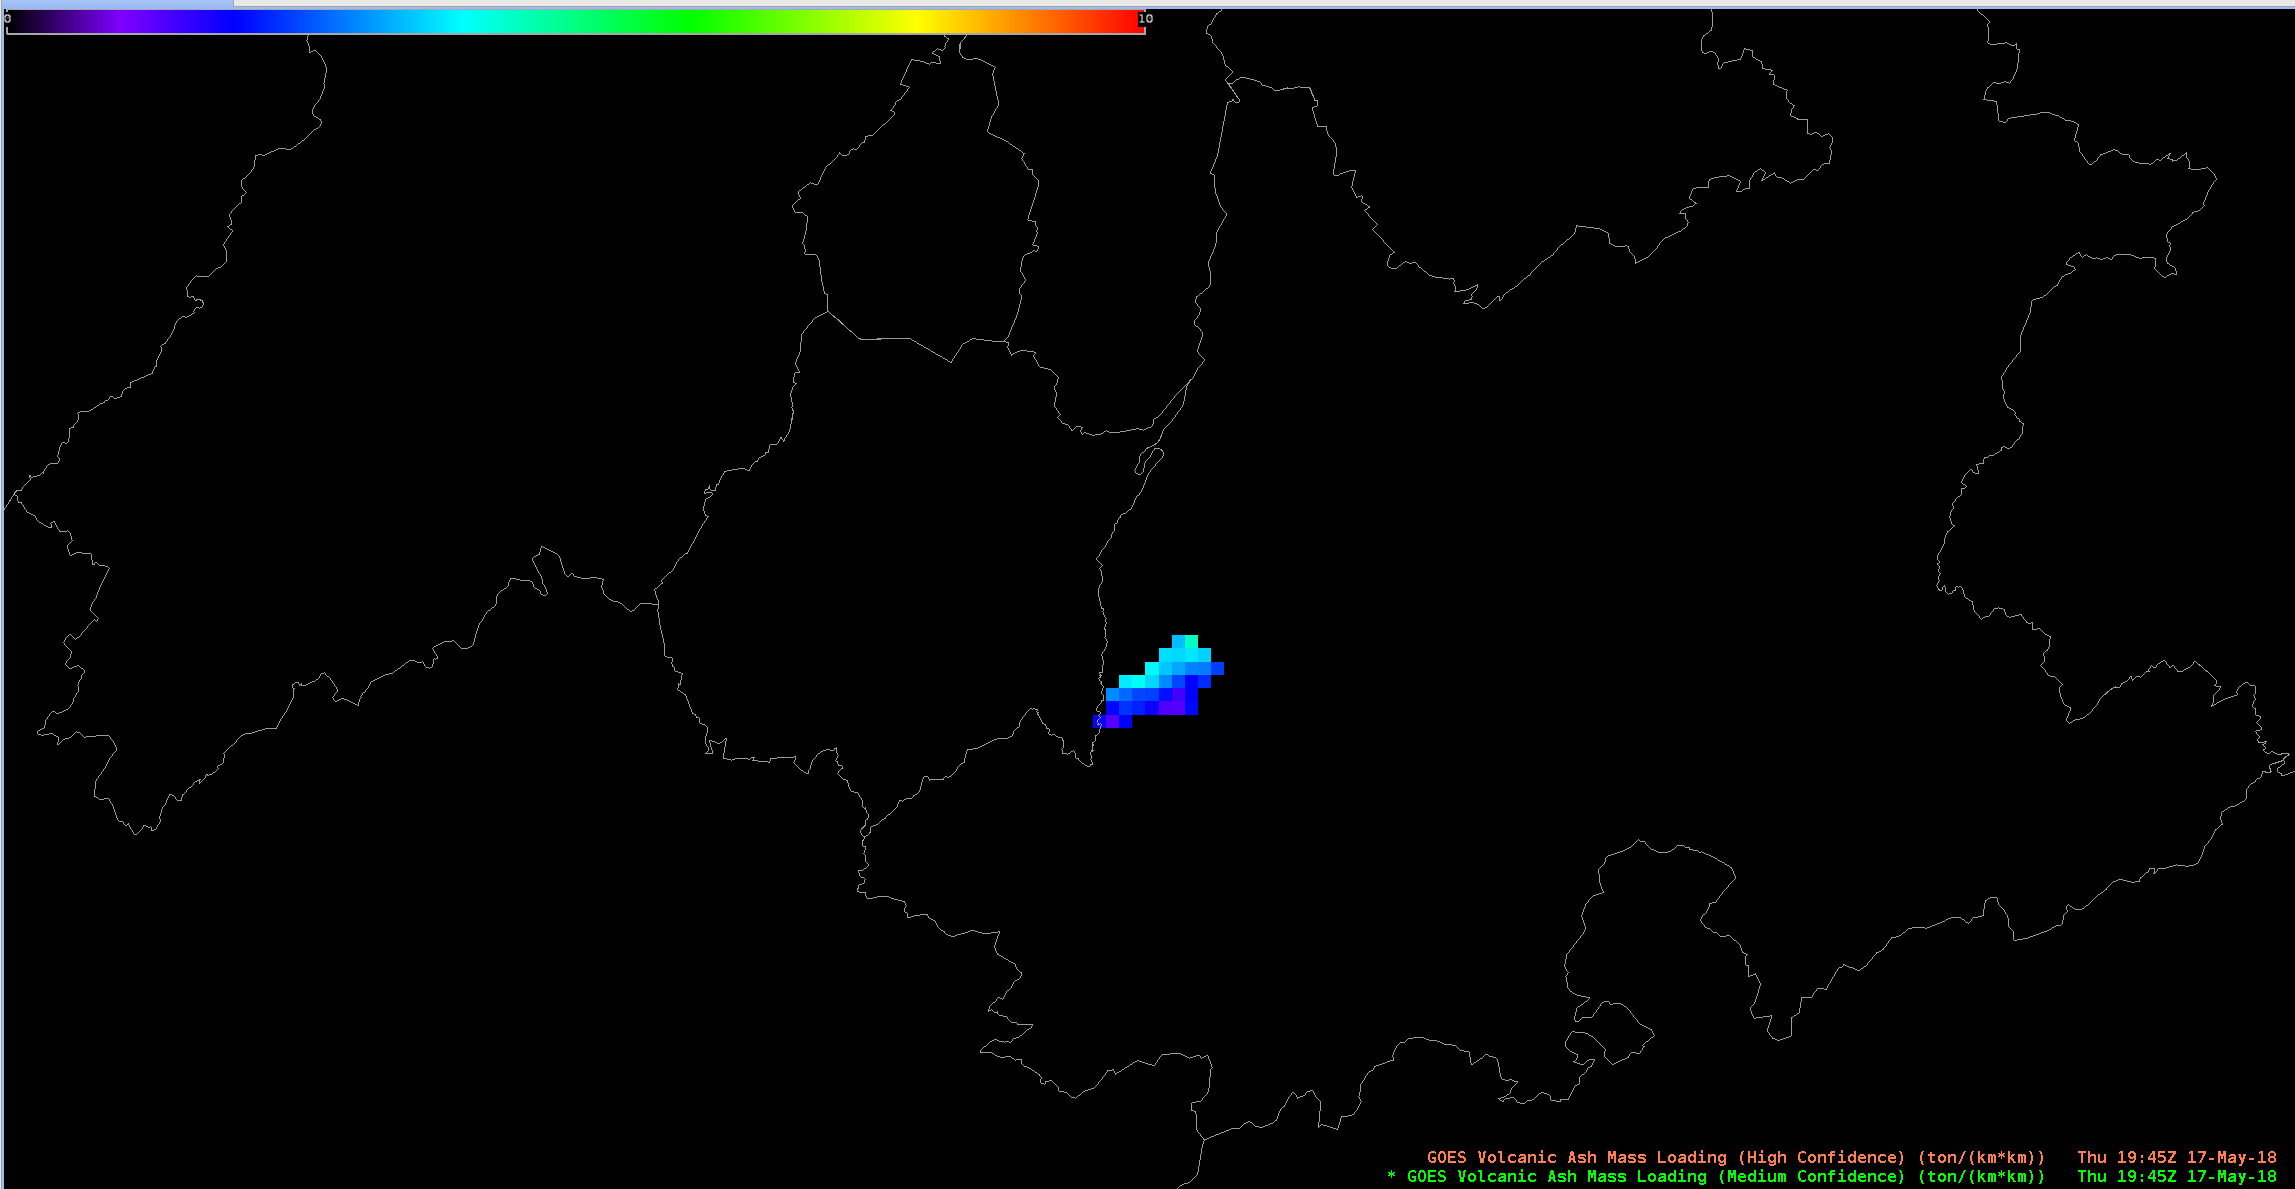 0
10
GOES Volcanic Ash Mass Loading (High Confidence) (ton/(km*km)) Thu 19:45Z 17-May-18
* GOES Volcanic Ash Mass Loading (Medium Confidence) (ton/(km*km)) Thu 19:45Z 17-May-18